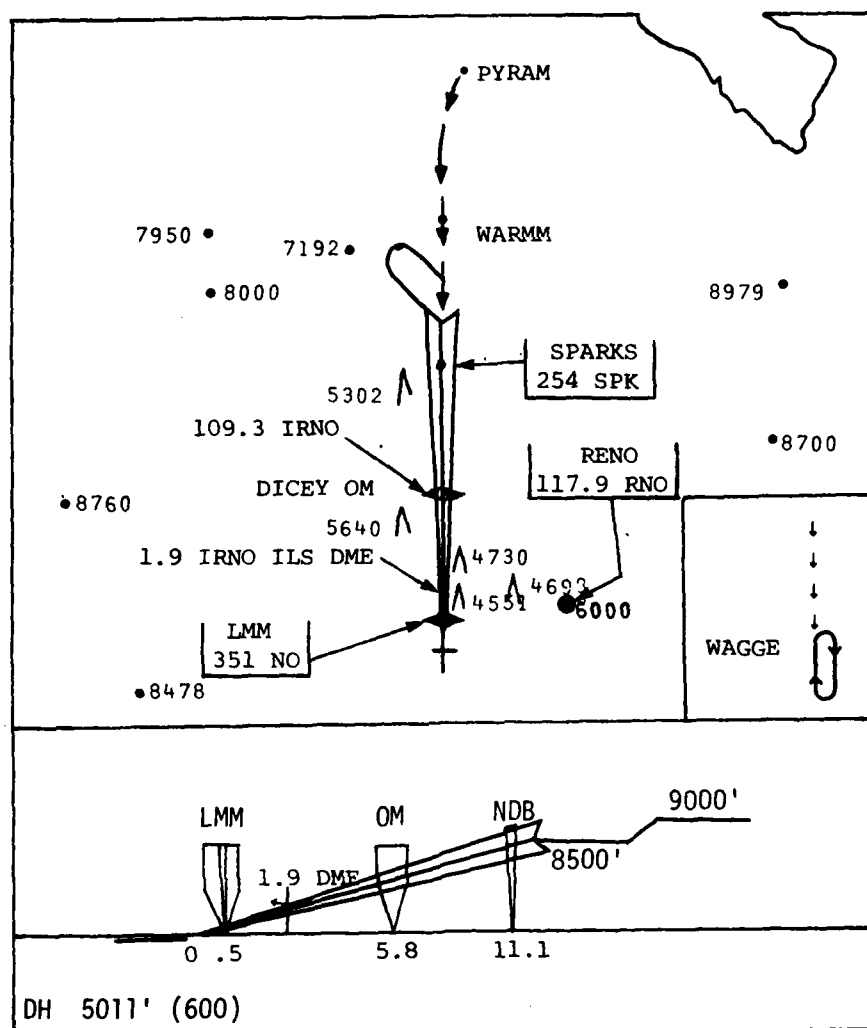 PYRAM
7950
7192
WARMM
8000
8979
SPARKS
254 SPK
5302
109.3 IRNO
8700
RENO
117.9 RNO
DICEY OM
8760
5640
1.9 IRNO ILS DME
4730
4693
4551
6000
LMM
351 NO
WAGGE
8478
LMM
OM
NDB
9000'
8500'
1.9 DME
0 .5
5.8
11.1
DH 5011' (600)